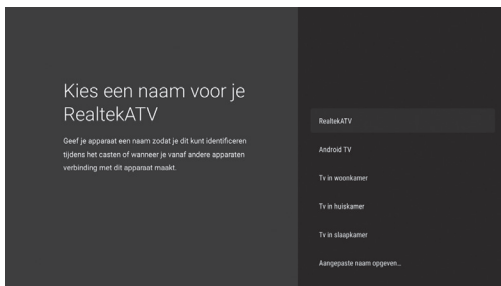 Kies een naam voor je
RealtekATV
Geef je apparaat een naam zodat je dit kunt identificeren
tijdens het casten of wanneer je vanaf andere apparaten
verbinding met dit apparaat maakt.
RealtekATV
Android TV
Tv in woonkamer
Tv in huiskamer
Tv in slaapkamer
Aangepaste naam opgeven…